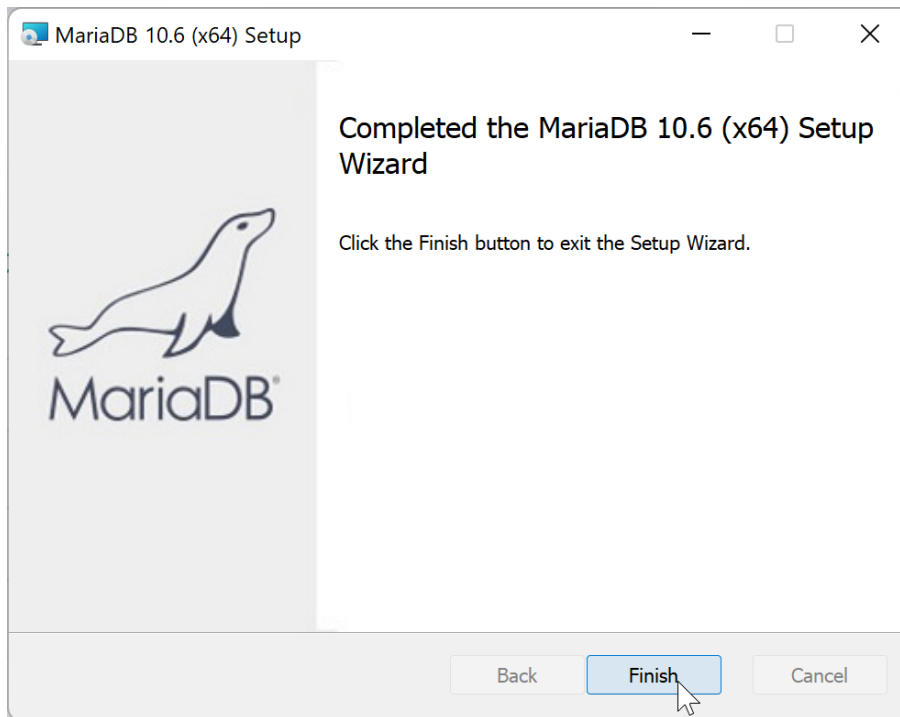 MariaDB 10.6 (x64) Setup
Completed the MariaDB 10.6 (x64) Setup
Wizard
Click the Finish button to exit the Setup Wizard.
MariaDB®
Back
Finish
Cancel